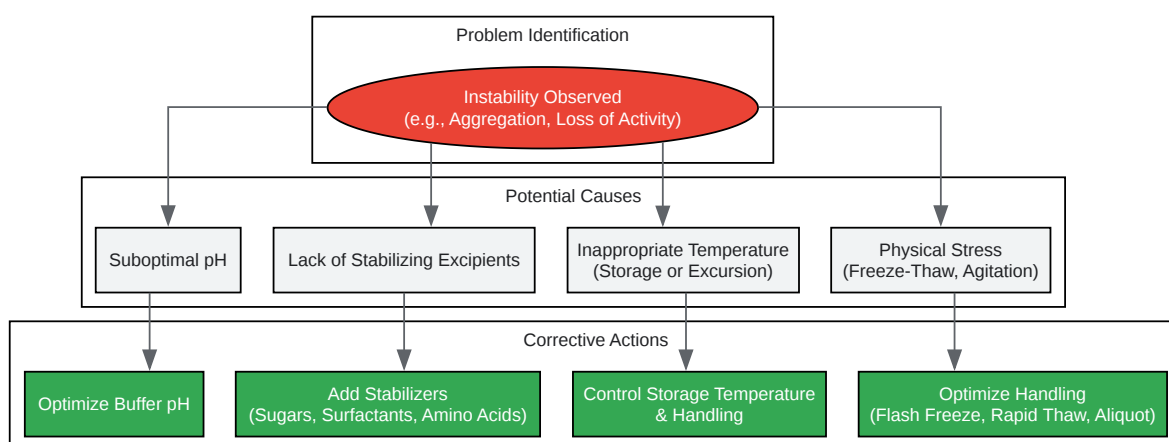 Problem Identification
Instability Observed
(e.g., Aggregation, Loss of Activity)
Potential Causes
Suboptimal pH
Lack of Stabilizing Excipients
Inappropriate Temperature
(Storage or Excursion)
Physical Stress
(Freeze-Thaw, Agitation)
Corrective Actions
Optimize Buffer pH
Add Stabilizers
(Sugars, Surfactants, Amino Acids)
Control Storage Temperature
& Handling
Optimize Handling
(Flash Freeze, Rapid Thaw, Aliquot)